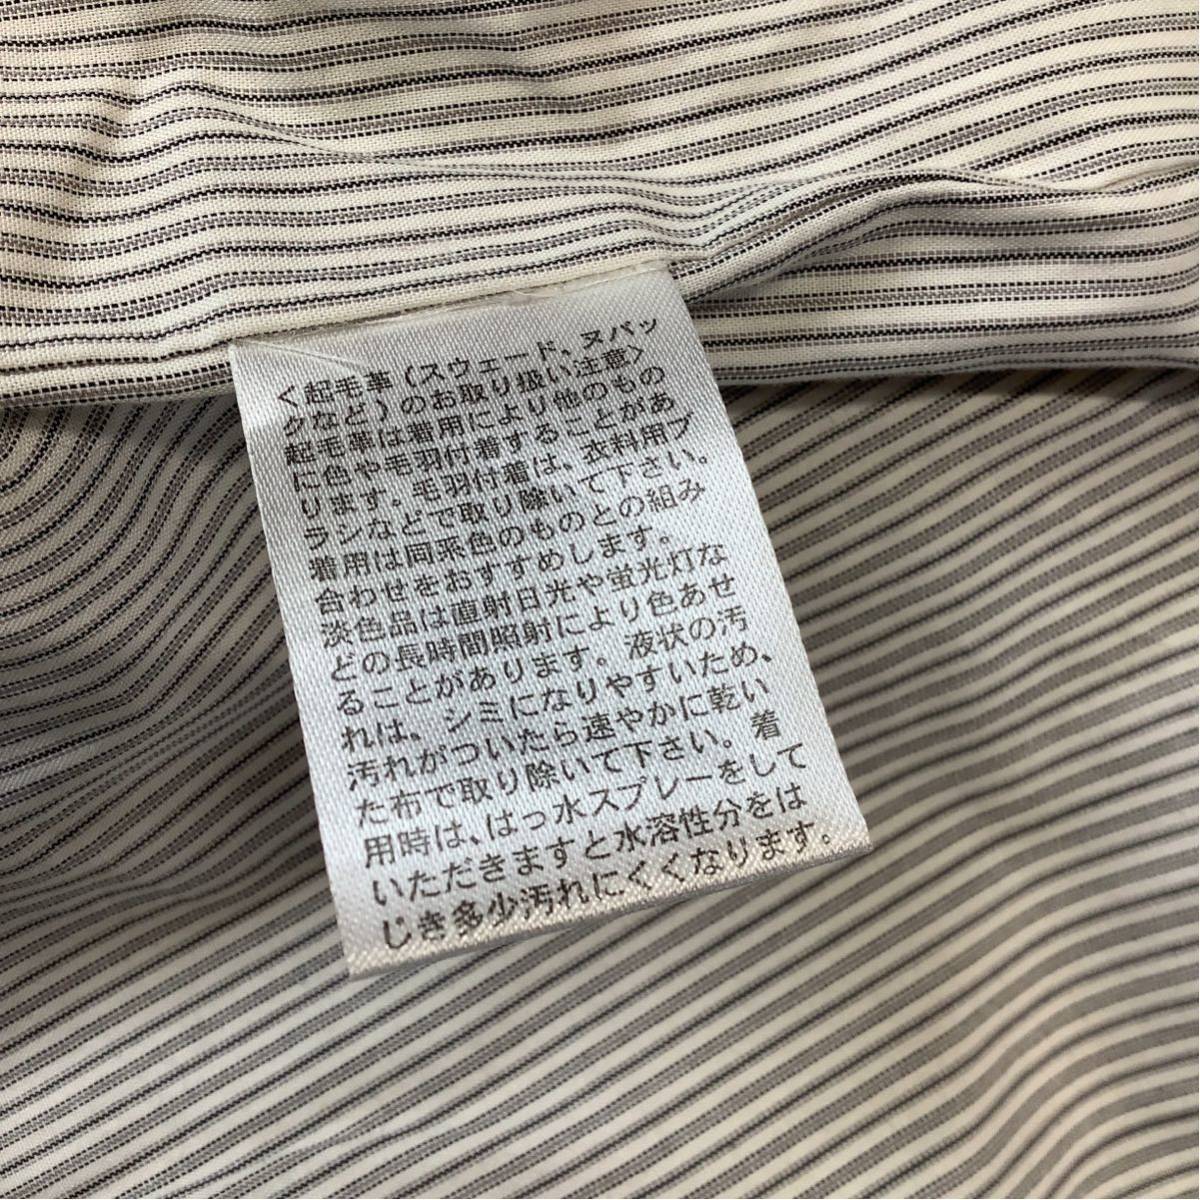 〈起毛革(スウェード、ヌバッ
クなど)のお取り扱い注意〉
起毛革は着用により他のもの
に色や毛羽付着することがあ
ります。毛羽付着は、衣料用ブ
ラシなどで取り除いて下さい。
着用は同系色のものとの組み
合わせをおすすめします。
淡色品は直射日光や蛍光灯な
どの長時間照射により色あせ
ることがあります。液状の汚
れは、シミになりやすいため、
汚れがついたら速やかに乾い
た布で取り除いて下さい。着
用時は、はっ水スプレーをして
いただきますと水溶性分をは
じき多少汚れにくくなります。